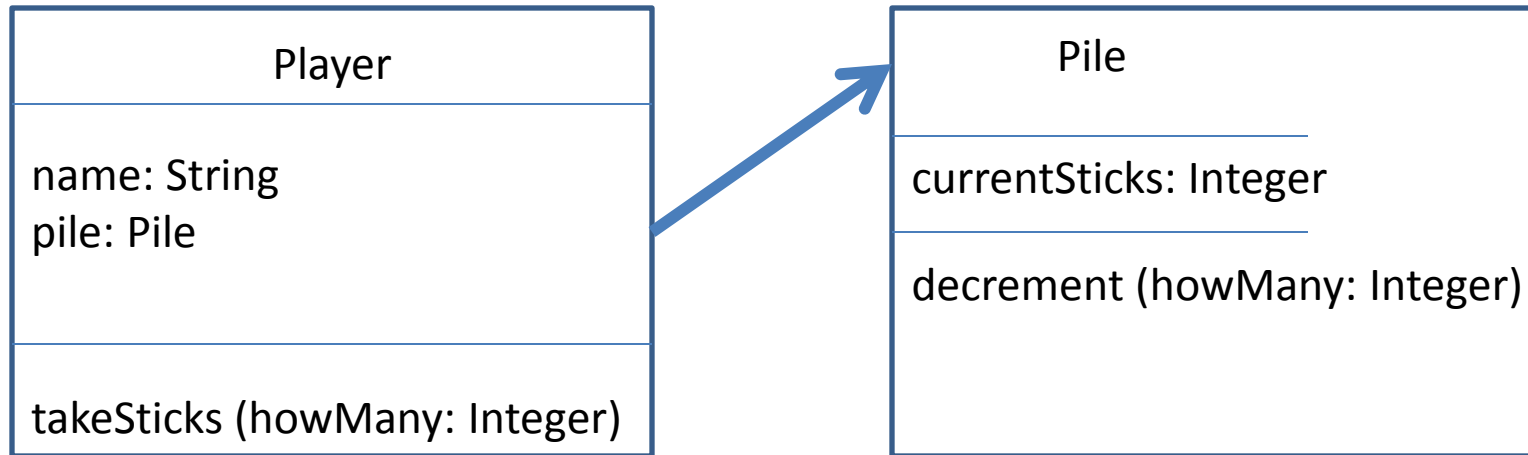 Player
name: String
pile: Pile
takeSticks (howMany: Integer)
Pile
currentSticks: Integer
decrement (howMany: Integer)